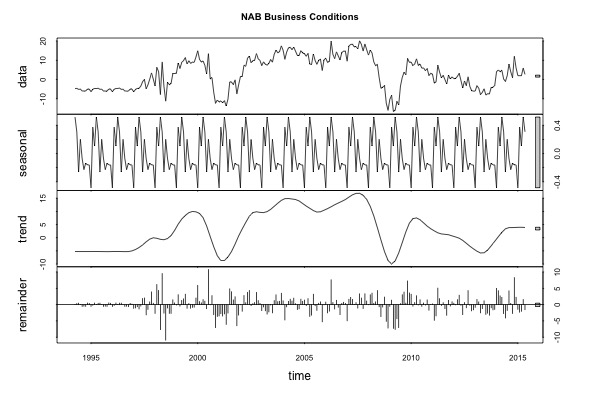 NAB Business Conditions
data
-10 0 10 20
seasonal
-0.4 0.0 0.4
trend
-10 0 5 15
remainder
-10 -5 0 5 10
1995 2000 2005 2010 2015
time